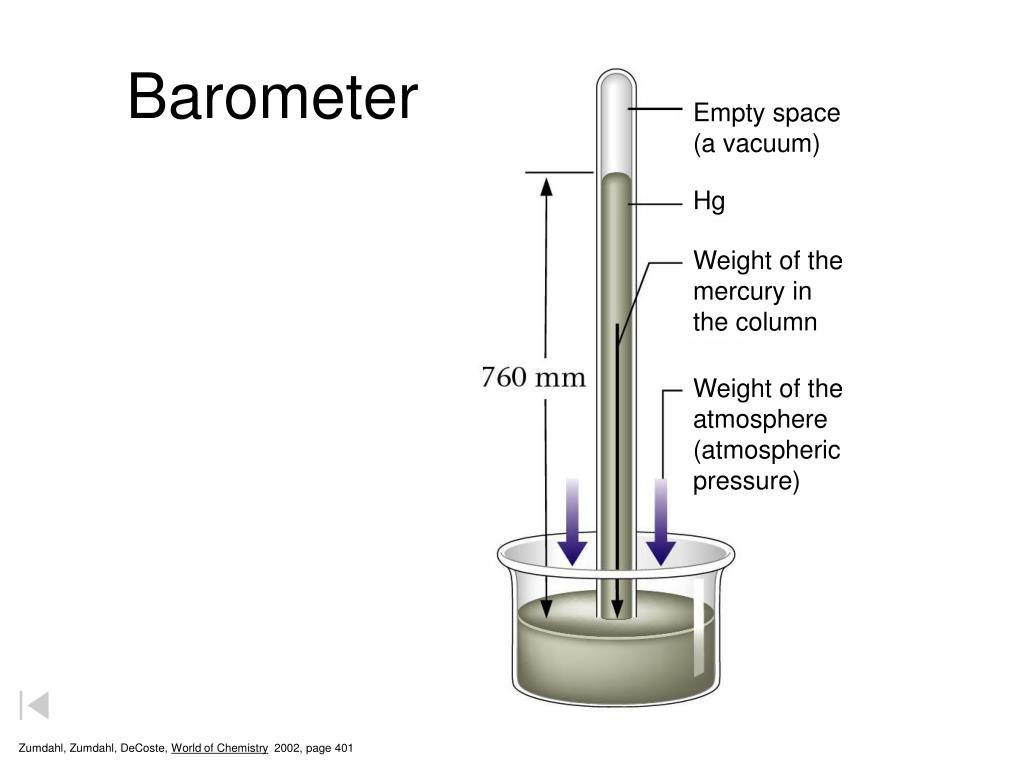 Barometer
Empty space
(a vacuum)
Hg
Weight of the
mercury in
the column
760 mm
Weight of the
atmosphere
(atmospheric
pressure)
Zumdahl, Zumdahl, DeCoste, World of Chemistry 2002, page 401